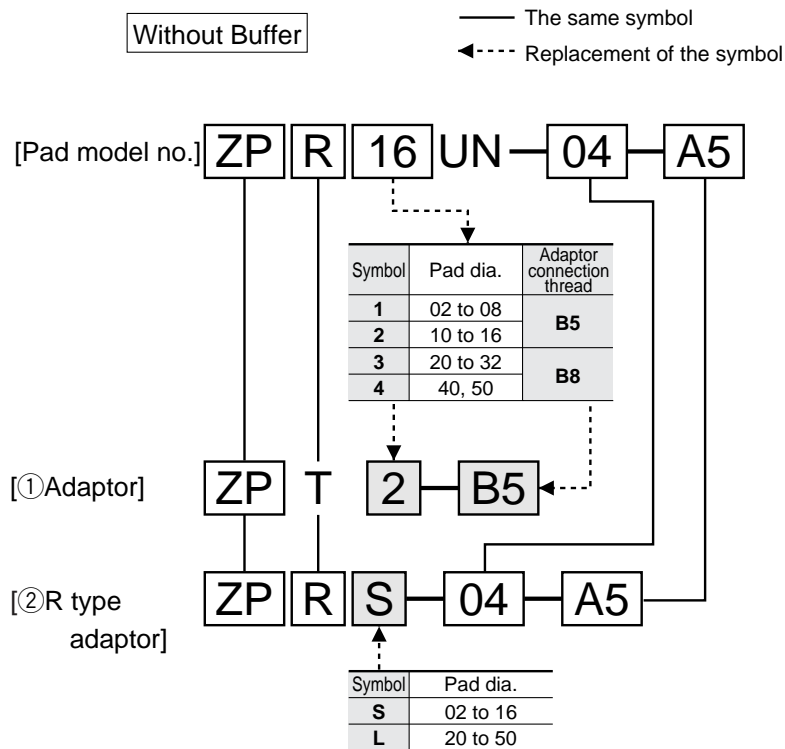 Without Buffer
The same symbol
Replacement of the symbol
[Pad model no.] ZP R 16 UN — 04 — A5
Symbol Pad dia. Adaptor connection thread
1 02 to 08 B5
2 10 to 16
3 20 to 32 B8
4 40, 50
[①Adaptor] ZP T 2 — B5
[②R type adaptor] ZP R S — 04 — A5
Symbol Pad dia.
S 02 to 16
L 20 to 50